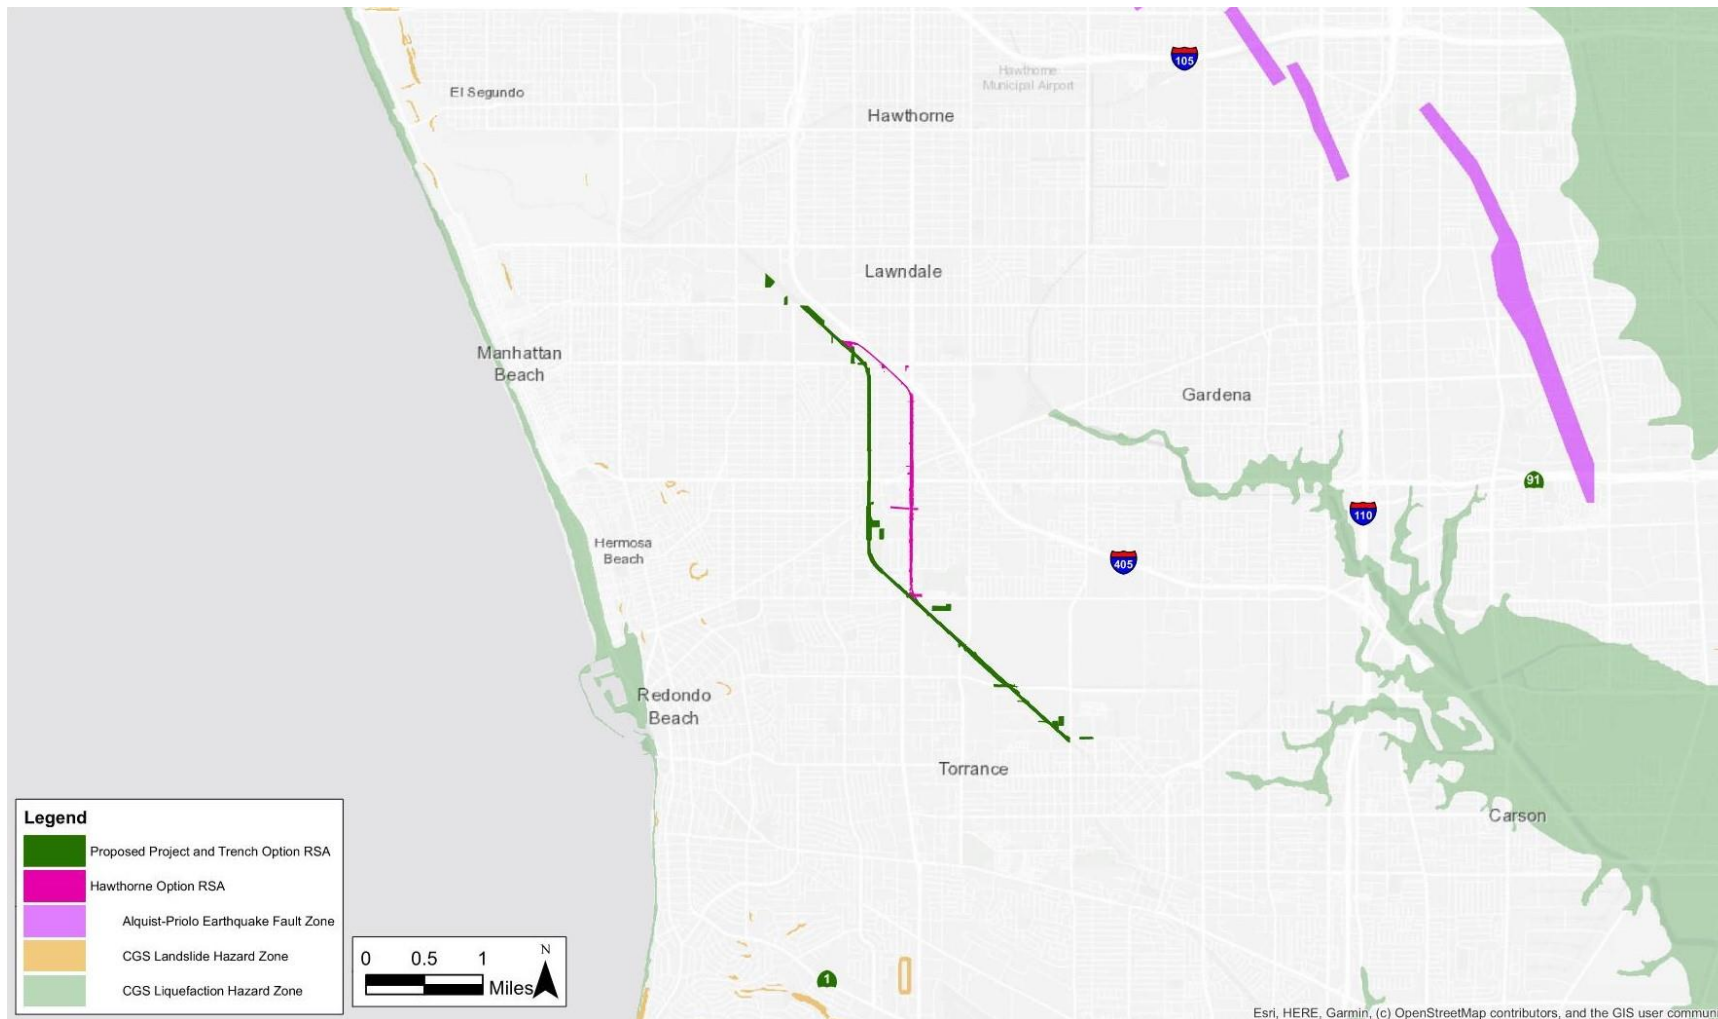 105
Hawthorne
Municipal Airport
El Segundo
Hawthorne
Lawndale
Manhattan
Beach
Gardena
91
110
Hermosa
Beach
405
Redondo
Beach
Torrance
Carson
Legend
Proposed Project and Trench Option RSA
Hawthorne Option RSA
Alquist-Priolo Earthquake Fault Zone
CGS Landslide Hazard Zone
CGS Liquefaction Hazard Zone
0 0.5 1
Miles
N
1
Esri, HERE, Garmin, (c) OpenStreetMap contributors, and the GIS user commun